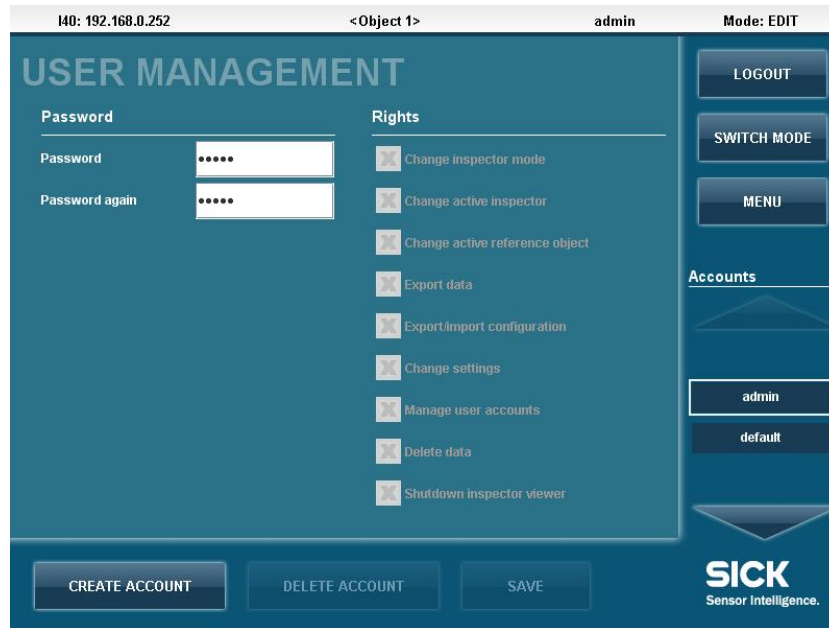 I40: 192.168.0.252 <Object 1> admin Mode: EDIT
USER MANAGEMENT
Password
Password •••••
Password again •••••
Rights
Change inspector mode
Change active inspector
Change active reference object
Export data
Export/import configuration
Change settings
Manage user accounts
Delete data
Shutdown inspector viewer
LOGOUT
SWITCH MODE
MENU
Accounts
admin
default
CREATE ACCOUNT DELETE ACCOUNT SAVE
SICK
Sensor Intelligence.